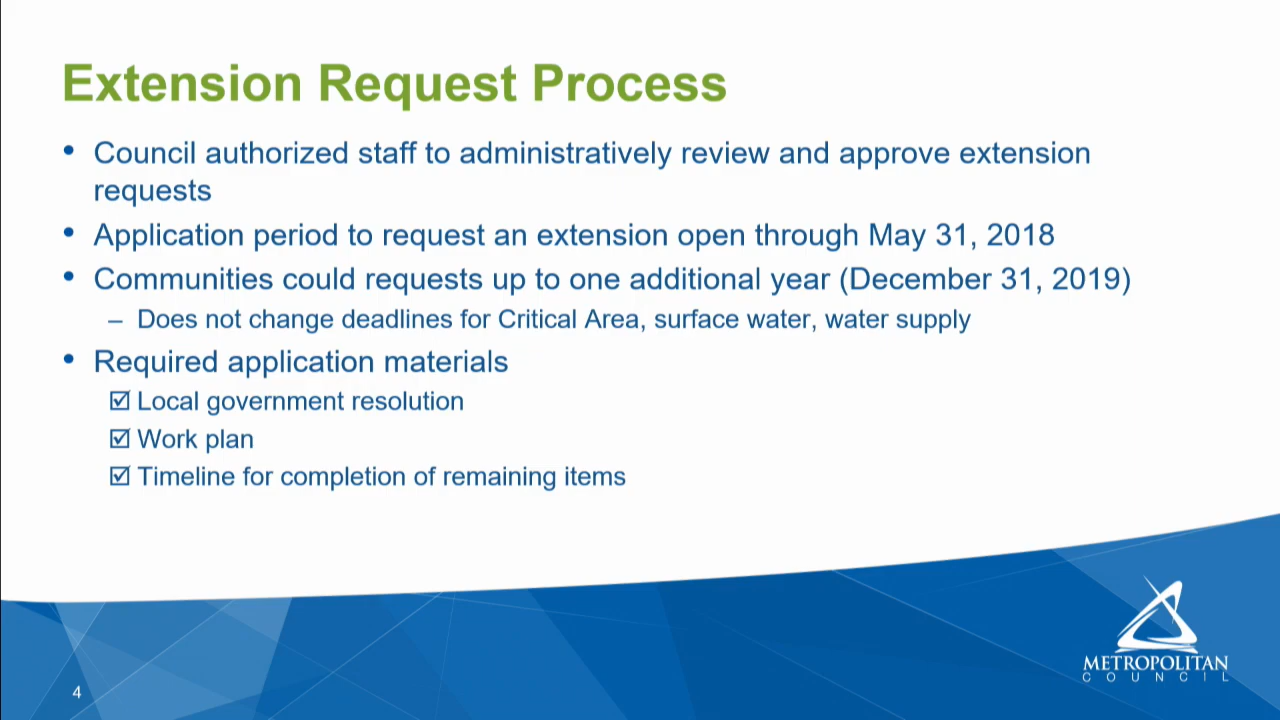 Extension Request Process
• Council authorized staff to administratively review and approve extension
requests
• Application period to request an extension open through May 31, 2018
• Communities could requests up to one additional year (December 31, 2019)
– Does not change deadlines for Critical Area, surface water, water supply
• Required application materials
☑ Local government resolution
☑ Work plan
☑ Timeline for completion of remaining items
METROPOLITAN
COUNCIL
4